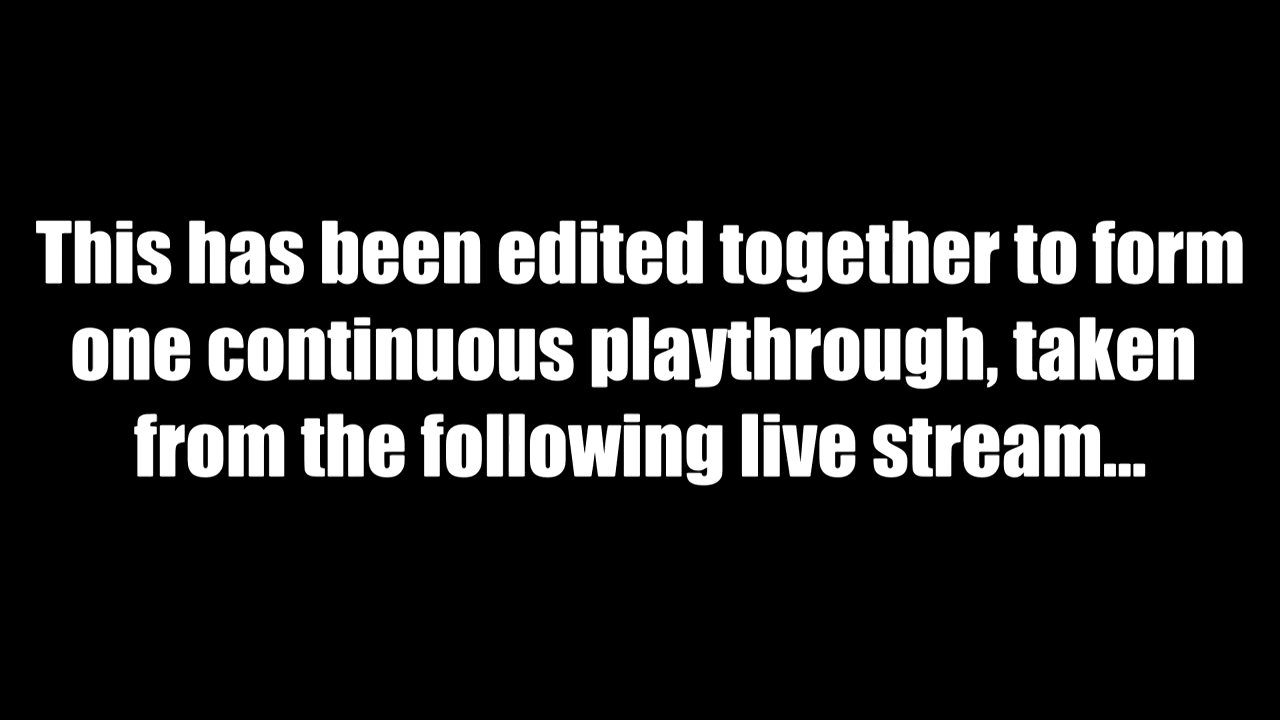 This has been edited together to form
one continuous playthrough, taken
from the following live stream...